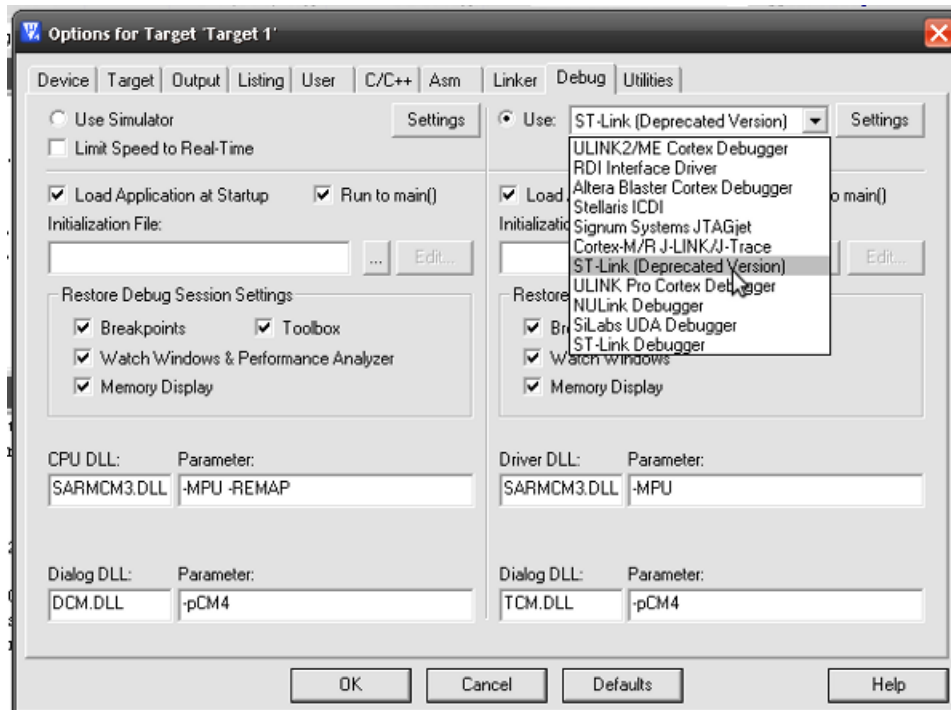 Options for Target 'Target 1'
Device Target Output Listing User C/C++ Asm Linker Debug Utilities
Use Simulator Settings
Limit Speed to Real-Time
Use: ST-Link (Deprecated Version) Settings
ULINK2/ME Cortex Debugger
RDI Interface Driver
Altera Blaster Cortex Debugger
Stellaris ICDI
Signum Systems JTAGjet
Cortex-M/R J-LINK/J-Trace
ST-Link (Deprecated Version)
ULINK Pro Cortex Debugger
NULink Debugger
SiLabs UDA Debugger
ST-Link Debugger
Load Application at Startup Run to main()
Initialization File:
... Edit...
Load o main()
Edit...
Restore Debug Session Settings
Breakpoints Toolbox
Watch Windows & Performance Analyzer
Memory Display
Restore
Watch Windows
Memory Display
CPU DLL: Parameter:
SARMCM3.DLL -MPU -REMAP
Driver DLL: Parameter:
SARMCM3.DLL -MPU
Dialog DLL: Parameter:
DCM.DLL -pCM4
Dialog DLL: Parameter:
TCM.DLL -pCM4
OK Cancel Defaults Help